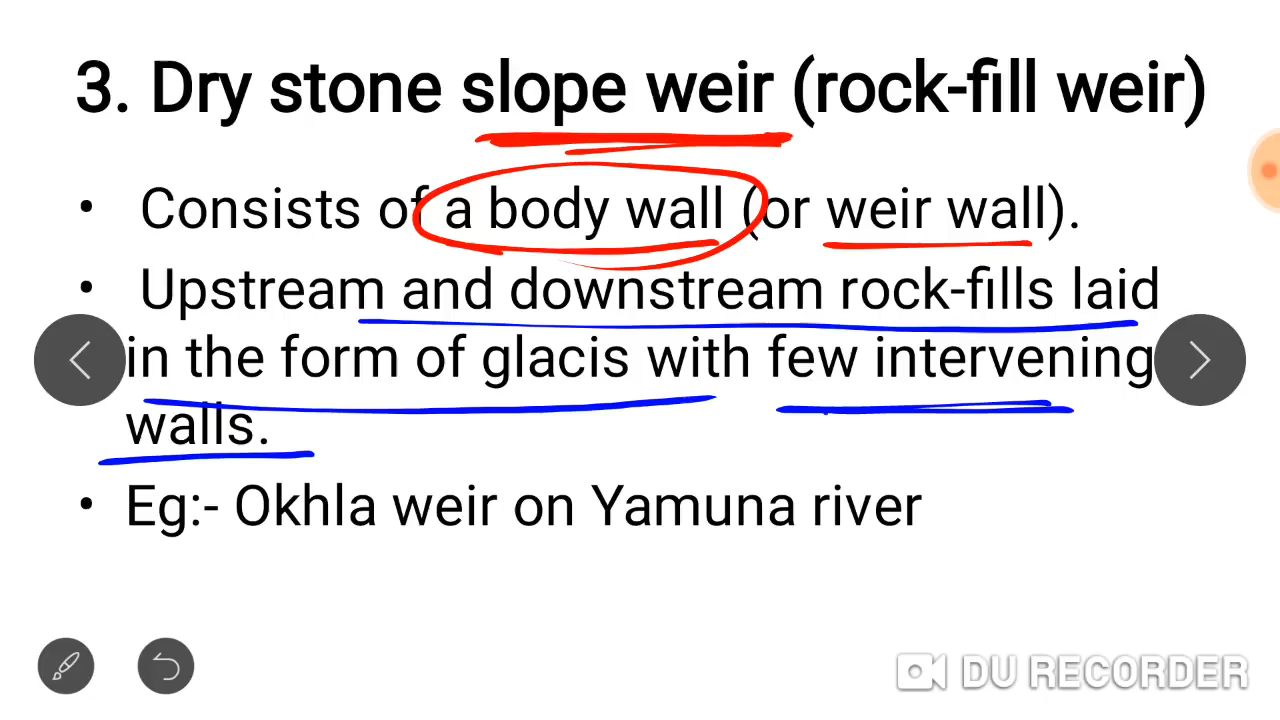 3. Dry stone slope weir (rock-fill weir)
• Consists of a body wall (or weir wall).
• Upstream and downstream rock-fills laid
in the form of glacis with few intervening
walls.
• Eg:- Okhla weir on Yamuna river
DU RECORDER